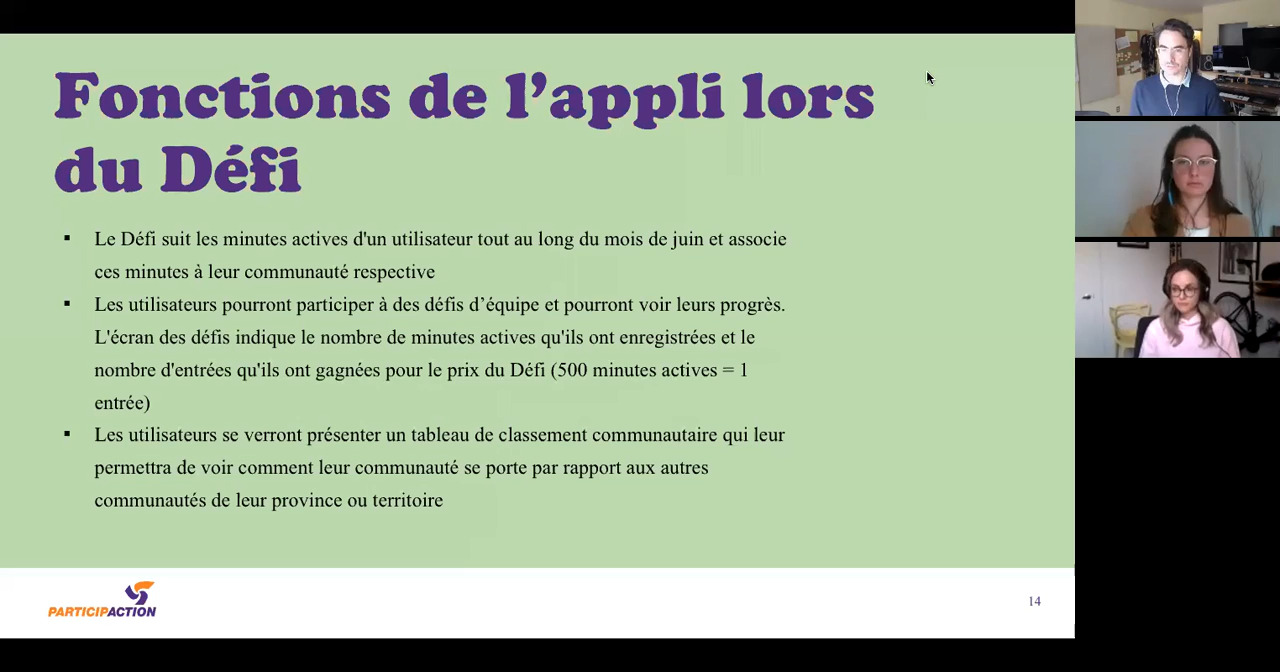 Fonctions de l’appli lors
du Défi
▪ Le Défi suit les minutes actives d'un utilisateur tout au long du mois de juin et associe
ces minutes à leur communauté respective
▪ Les utilisateurs pourront participer à des défis d’équipe et pourront voir leurs progrès.
L'écran des défis indique le nombre de minutes actives qu'ils ont enregistrées et le
nombre d'entrées qu'ils ont gagnées pour le prix du Défi (500 minutes actives = 1
entrée)
▪ Les utilisateurs se verront présenter un tableau de classement communautaire qui leur
permettra de voir comment leur communauté se porte par rapport aux autres
communautés de leur province ou territoire
PARTICIPACTION
14